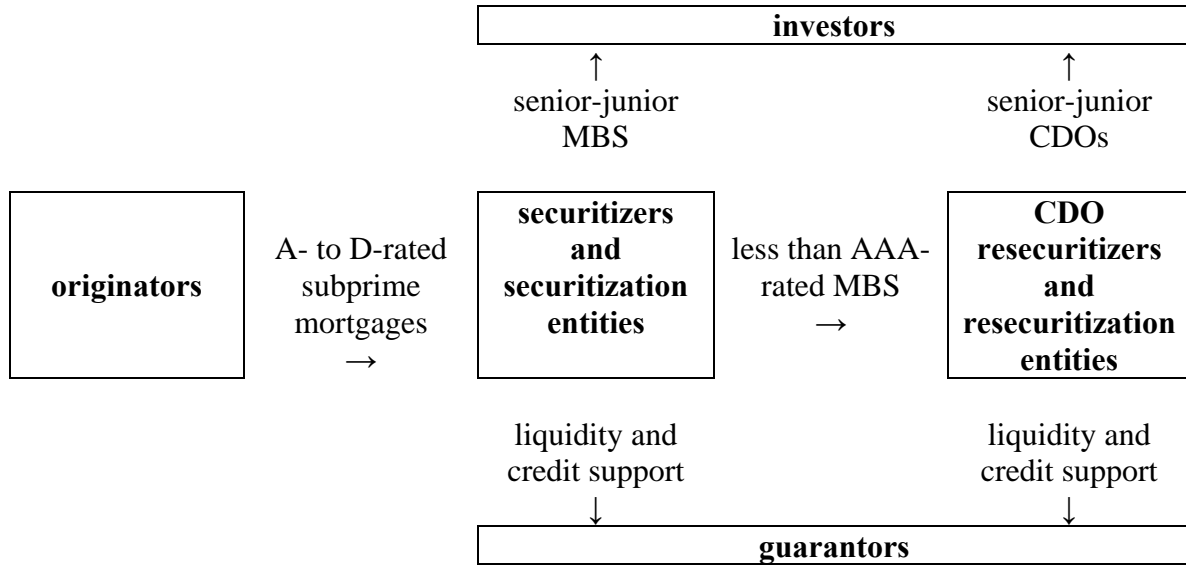 investors
↑
senior-junior
MBS
↑
senior-junior
CDOs
originators
A- to D-rated
subprime
mortgages
→
securitizers
and
securitization
entities
less than AAA-
rated MBS
→
CDO
resecuritizers
and
resecuritization
entities
liquidity and
credit support
↓
liquidity and
credit support
↓
guarantors